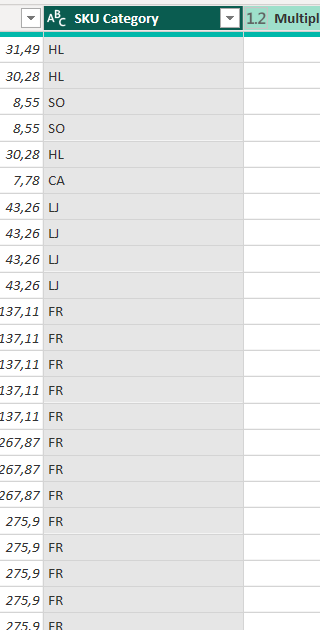 ABC SKU Category 1.2 Multipl
31,49 HL
30,28 HL
8,55 SO
8,55 SO
30,28 HL
7,78 CA
43,26 LJ
43,26 LJ
43,26 LJ
43,26 LJ
137,11 FR
137,11 FR
137,11 FR
137,11 FR
137,11 FR
267,87 FR
267,87 FR
267,87 FR
275,9 FR
275,9 FR
275,9 FR
275,9 FR
275,9 FR